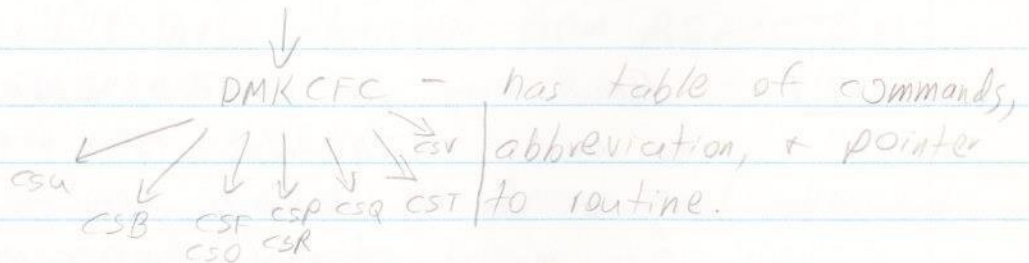 DMKCFC - has table of commands,
abbreviation, & pointer
to routine.
csu
CSB
CSF
CSO
CSP
CSR
CSQ
CST
CSV